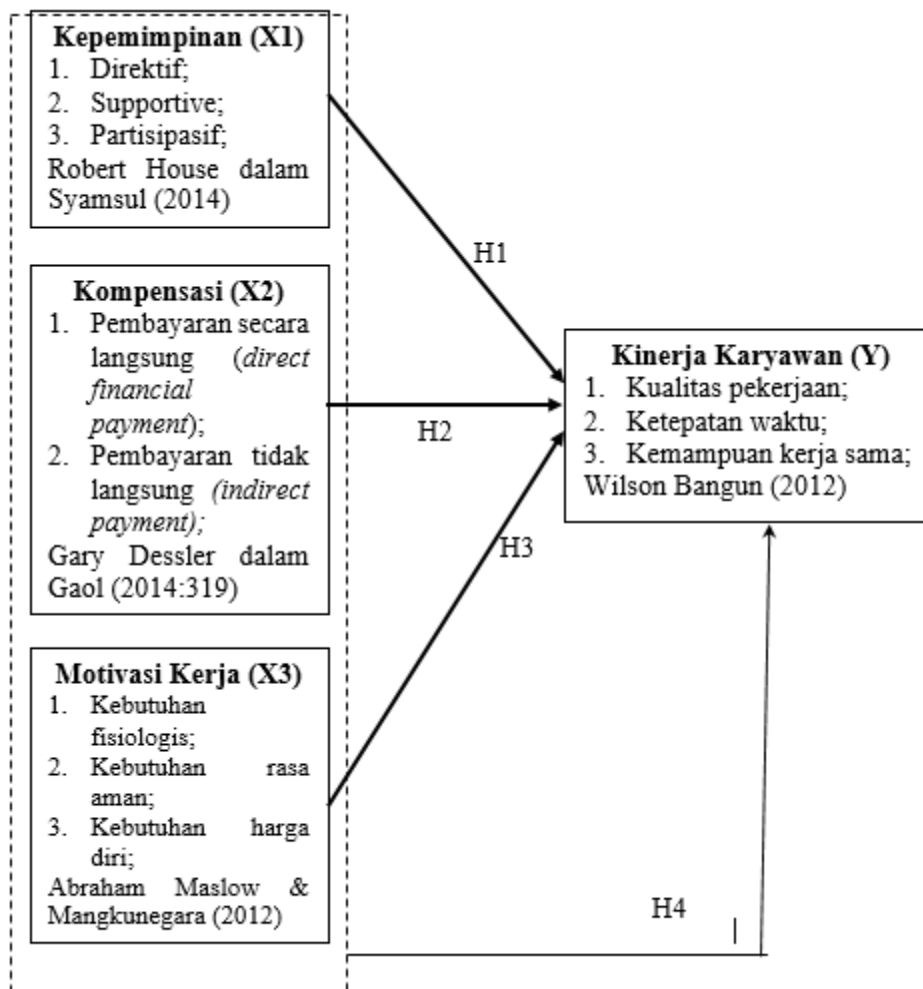 Kepemimpinan (X1)
1. Direktif;
2. Supportive;
3. Partisipasif;
Robert House dalam
Syamsul (2014)
H1
Kompensasi (X2)
1. Pembayaran secara
langsung (direct
financial
payment);
2. Pembayaran tidak
langsung (indirect
payment);
Gary Dessler dalam
Gaol (2014:319)
H2
Kinerja Karyawan (Y)
1. Kualitas pekerjaan;
2. Ketepatan waktu;
3. Kemampuan kerja sama;
Wilson Bangun (2012)
H3
Motivasi Kerja (X3)
1. Kebutuhan
fisiologis;
2. Kebutuhan rasa
aman;
3. Kebutuhan harga
diri;
Abraham Maslow &
Mangkunegara (2012)
H4